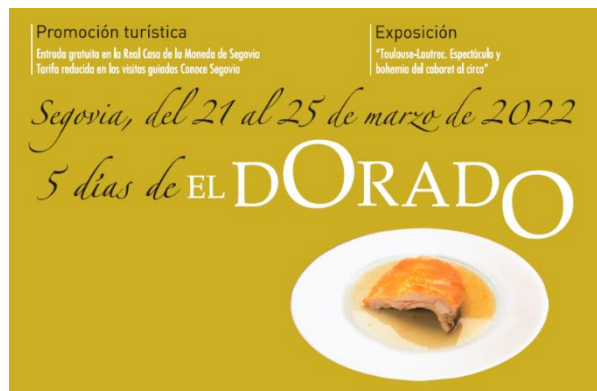 Promoción turística
Entrada gratuita en la Real Casa de la Moneda de Segovia
Tarifa reducida en las visitas guiadas Conoce Segovia
Exposición
"Toulouse-Lautrec. Espectáculo y
bohemia del cabaret al circo"
Segovia, del 21 al 25 de marzo de 2022
5 días de EL DORADO